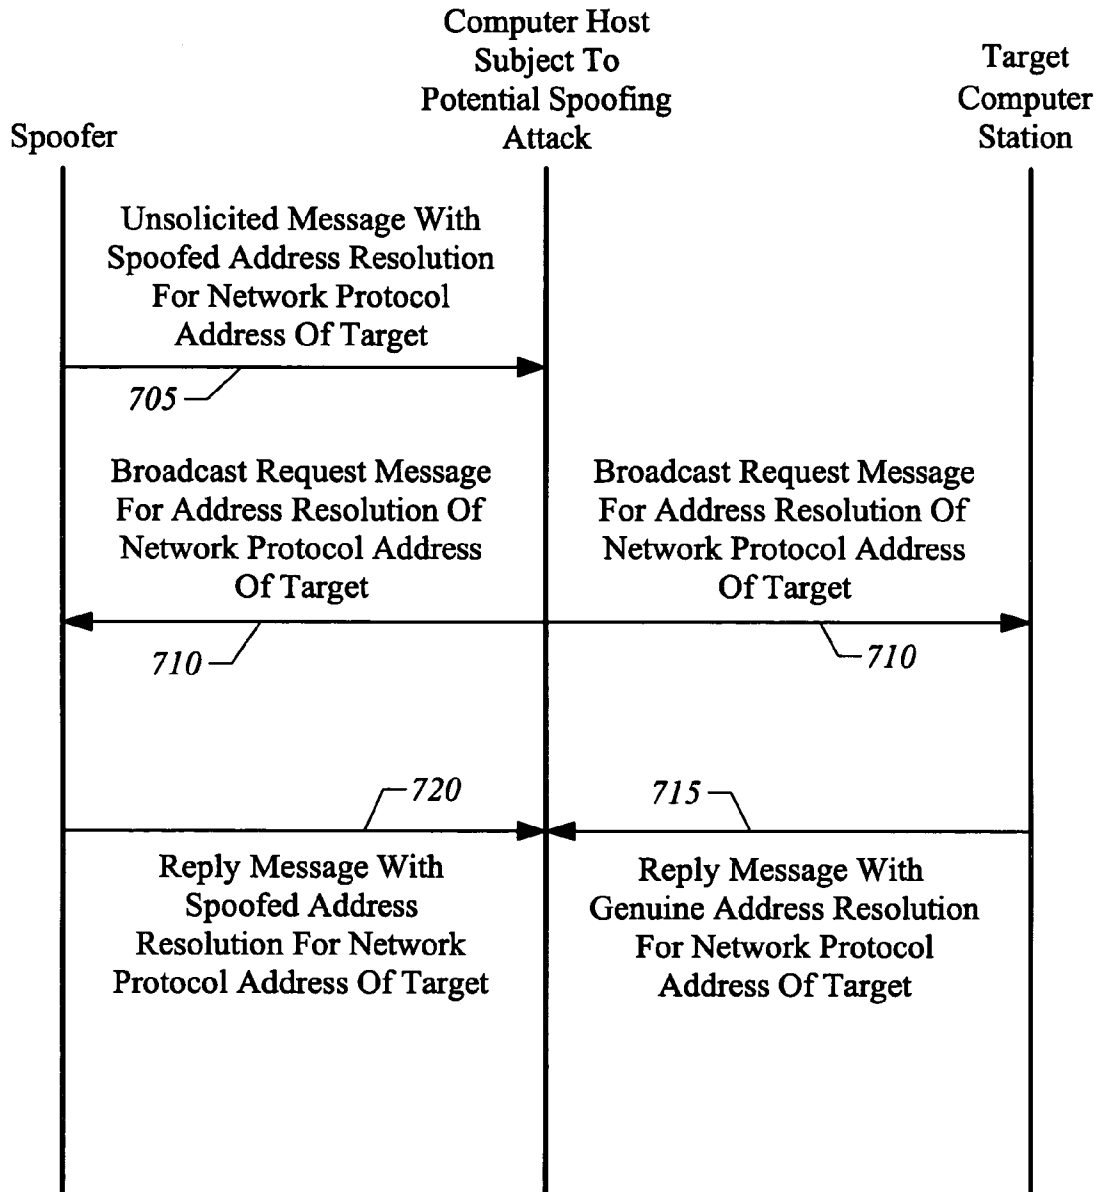 Spoofer
Computer Host
Subject To
Potential Spoofing
Attack
Target
Computer
Station
Unsolicited Message With
Spoofed Address Resolution
For Network Protocol
Address Of Target
705
Broadcast Request Message
For Address Resolution Of
Network Protocol Address
Of Target
710
Broadcast Request Message
For Address Resolution Of
Network Protocol Address
Of Target
710
720
Reply Message With
Spoofed Address
Resolution For Network
Protocol Address Of Target
715
Reply Message With
Genuine Address Resolution
For Network Protocol
Address Of Target